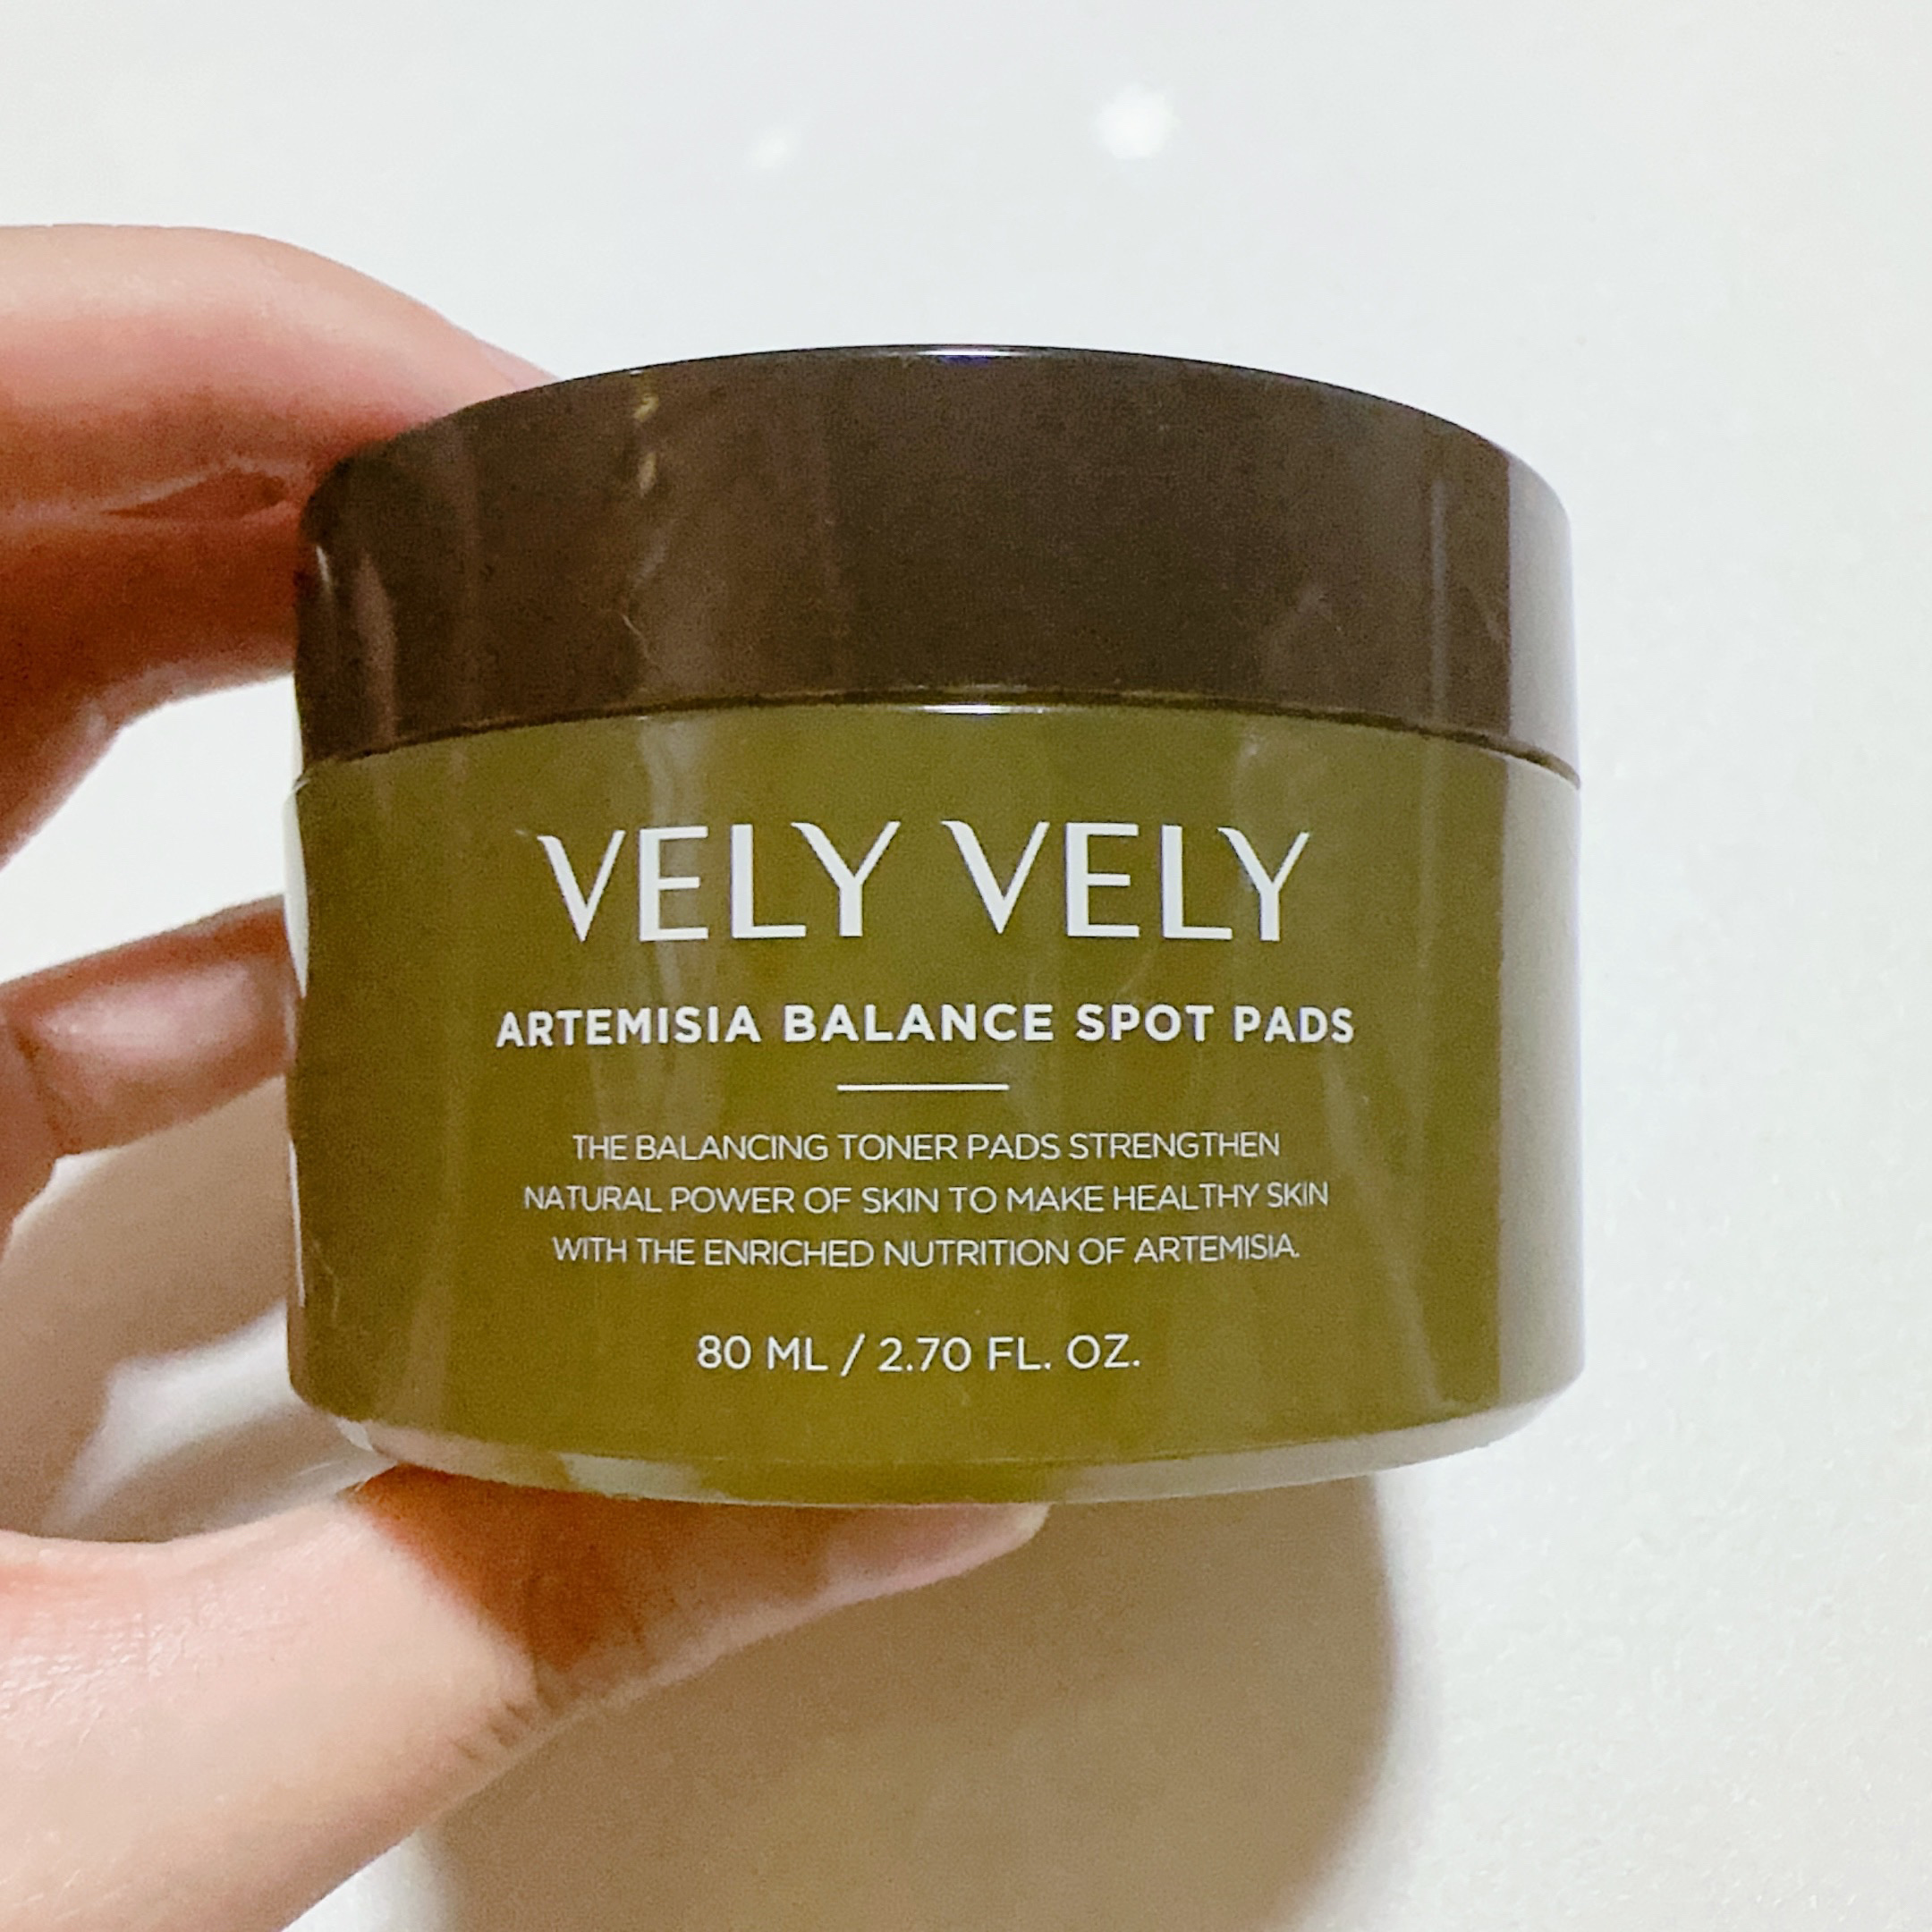 VELY VELY
ARTEMISIA BALANCE SPOT PADS
THE BALANCING TONER PADS STRENGTHEN
NATURAL POWER OF SKIN TO MAKE HEALTHY SKIN
WITH THE ENRICHED NUTRITION OF ARTEMISIA.
80 ML / 2.70 FL. OZ.